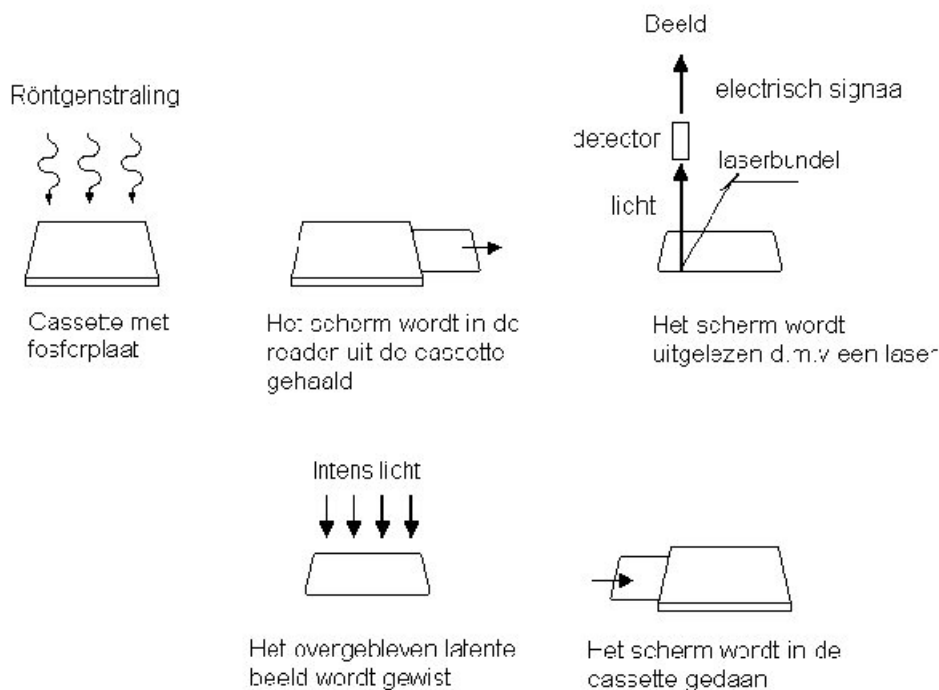 Röntgenstraling
Cassette met
fosforplaat
Het scherm wordt in de
reader uit de cassette
gehaald
Beeld
electrisch signaa
detector
laserbundel
licht
Het scherm wordt
uitgelezen d.m.v een laser
Intens licht
Het overgebleven latente
beeld wordt gewist
Het scherm wordt in de
cassette gedaan